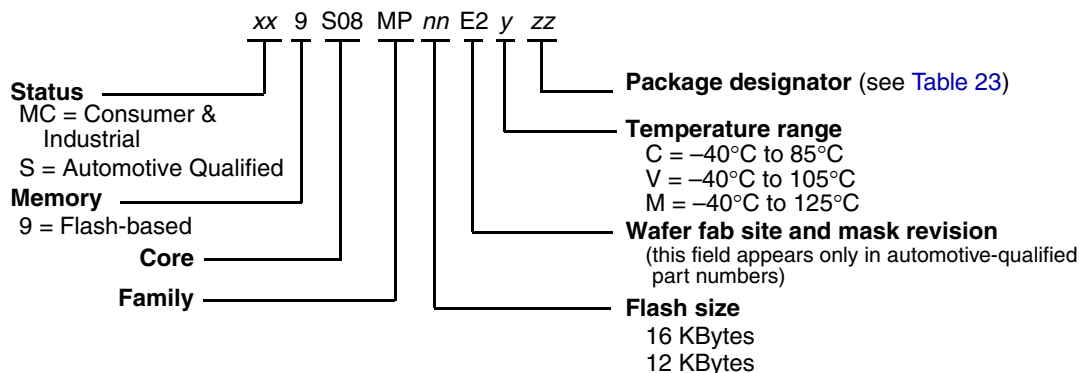 xx 9 S08 MP nn E2 y zz
Status
MC = Consumer &
Industrial
S = Automotive Qualified
Memory
9 = Flash-based
Core
Family
Package designator (see Table 23)
Temperature range
C = –40°C to 85°C
V = –40°C to 105°C
M = –40°C to 125°C
Wafer fab site and mask revision
(this field appears only in automotive-qualified
part numbers)
Flash size
16 KBytes
12 KBytes